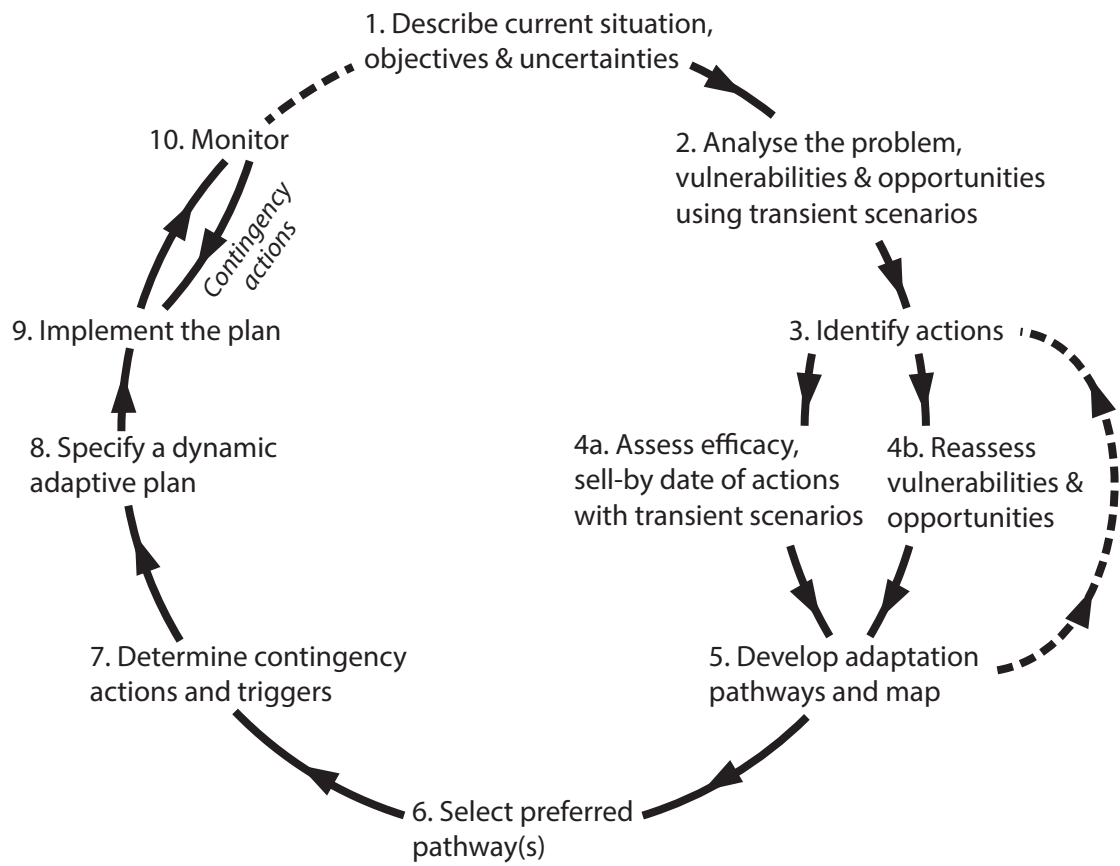 1. Describe current situation,
objectives & uncertainties
2. Analyse the problem,
vulnerabilities & opportunities
using transient scenarios
3. Identify actions
4a. Assess efficacy,
sell-by date of actions
with transient scenarios
4b. Reassess
vulnerabilities &
opportunities
5. Develop adaptation
pathways and map
6. Select preferred
pathway(s)
7. Determine contingency
actions and triggers
8. Specify a dynamic
adaptive plan
9. Implement the plan
10. Monitor
Contingency
actions